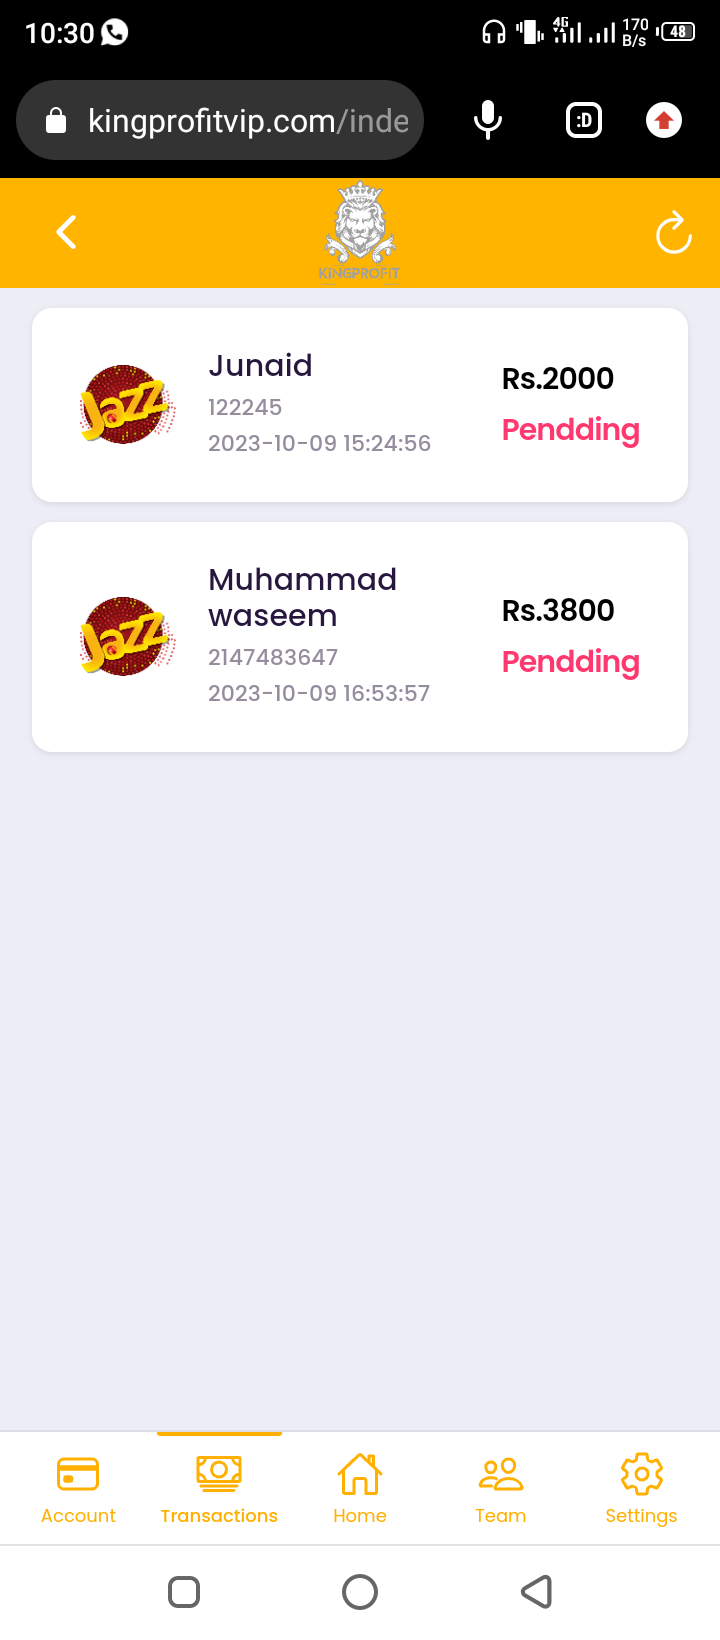 10:30
4G
170
B/s
48
kingprofitvip.com/inde
:D
KINGPROFIT
Jazz
Junaid
122245
2023-10-09 15:24:56
Rs.2000
Pendding
Jazz
Muhammad
waseem
2147483647
2023-10-09 16:53:57
Rs.3800
Pendding
Account
Transactions
Home
Team
Settings